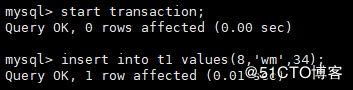 mysql> start transaction;
Query OK, 0 rows affected (0.00 sec)
mysql> insert into t1 values(8,'wm',34);
Query OK, 1 row affected (0.01 sec)
@51CTO博客